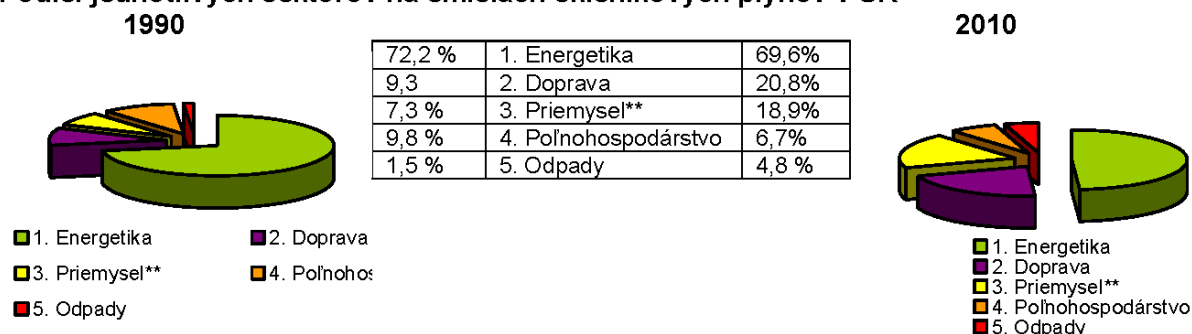 1990
2010
72,2 % 1. Energetika 69,6%
9,3 2. Doprava 20,8%
7,3 % 3. Priemysel** 18,9%
9,8 % 4. Poľnohospodárstvo 6,7%
1,5 % 5. Odpady 4,8 %
1. Energetika 2. Doprava
3. Priemysel** 4. Poľnohos
5. Odpady
1. Energetika
2. Doprava
3. Priemysel**
4. Poľnohospodárstvo
5. Odpady